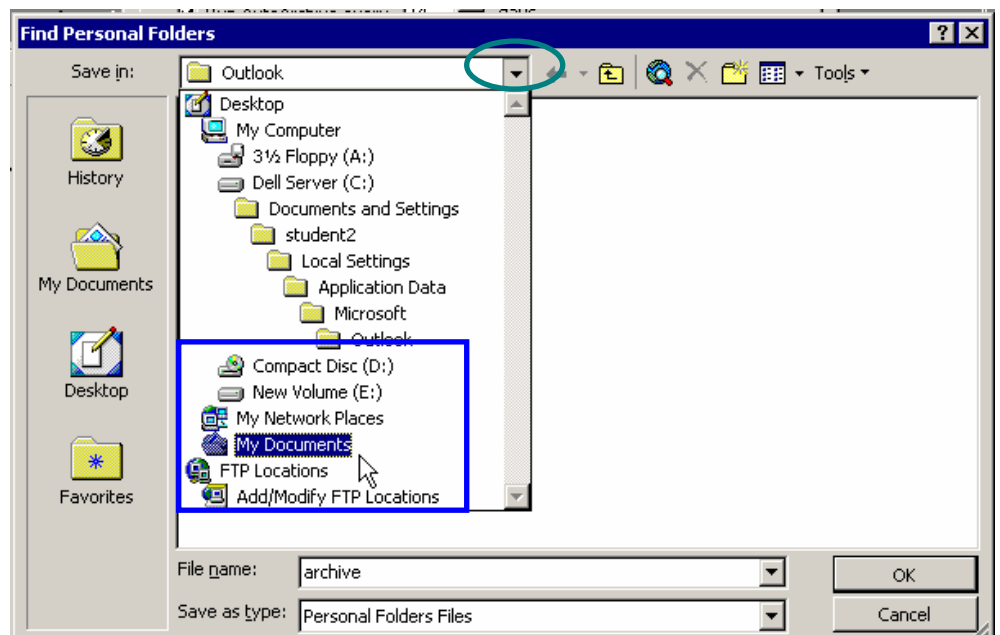 Find Personal Folders
Save in: Outlook Tools
Desktop
My Computer
3½ Floppy (A:)
Dell Server (C:)
Documents and Settings
student2
Local Settings
Application Data
Microsoft
Outlook
Compact Disc (D:)
New Volume (E:)
My Network Places
My Documents
FTP Locations
Add/Modify FTP Locations
History
My Documents
Desktop
Favorites
File name: archive
OK
Save as type: Personal Folders Files
Cancel